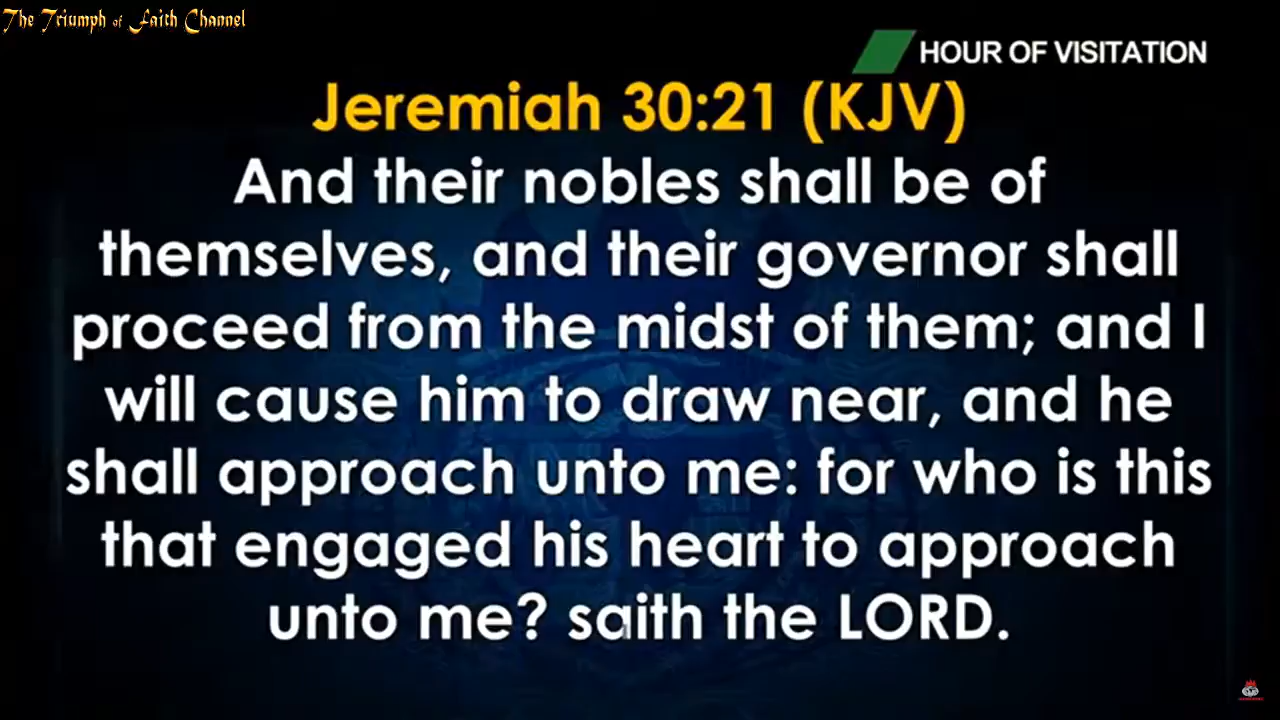 The Triumph of Faith Channel
HOUR OF VISITATION
Jeremiah 30:21 (KJV)
And their nobles shall be of
themselves, and their governor shall
proceed from the midst of them; and I
will cause him to draw near, and he
shall approach unto me: for who is this
that engaged his heart to approach
unto me? saith the LORD.